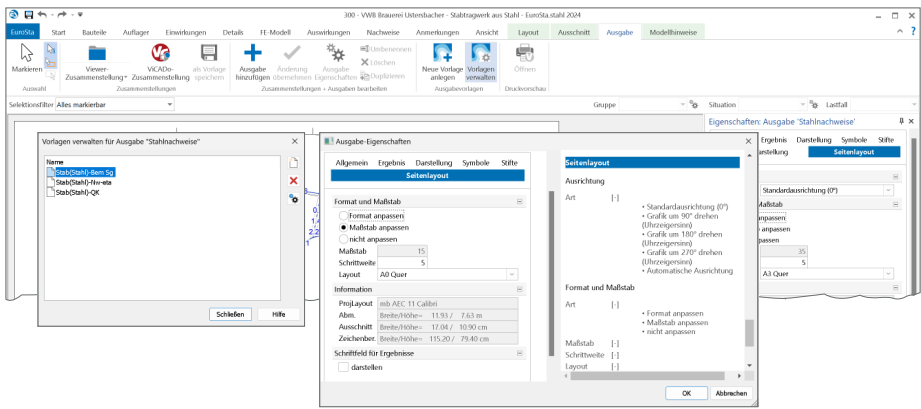 300 - VWB Brauerei Ustersbacher - Stabtragwerk aus Stahl - EuroSta.stahl 2024
EuroSta Start Bauteile Auflager Einwirkungen Details FE-Modell Auswirkungen Nachweise Anmerkungen Ansicht Layout Ausschnitt Ausgabe Modellhinweise
Markieren
Viewer-
Zusammenstellung
ViCADo-
Zusammenstellung
als Vorlage
speichern
Ausgabe
hinzufügen
Änderung
übernehmen
Ausgabe
Eigenschaften
Umbenennen
Löschen
Duplizieren
Neue Vorlage
anlegen
Vorlagen
verwalten
Öffnen
Auswahl Zusammenstellungen Zusammenstellungen + Ausgaben bearbeiten Ausgabevorlagen Druckvorschau
Selektionsfilter Alles markierbar Gruppe Situation Lastfall
Eigenschaften: Ausgabe 'Stahlnachweise'
Ergebnis Darstellung Symbole Stifte
Seitenlayout
Standardausrichtung (0°)
Maßstab
35
5
A3 Quer
Vorlagen verwalten für Ausgabe "Stahlnachweise"
Name
Stab(Stahl)-Bem Sg
Stab(Stahl)-Nw-eta
Stab(Stahl)-QK
Schließen Hilfe
Ausgabe-Eigenschaften
Allgemein Ergebnis Darstellung Symbole Stifte
Seitenlayout
Format und Maßstab
Format anpassen
Maßstab anpassen
nicht anpassen
Maßstab 15
Schrittweite 5
Layout A0 Quer
Information
ProjLayout mb AEC 11 Calibri
Abm. Breite/Höhe= 11.93 / 7.63 m
Ausschnitt Breite/Höhe= 17.04 / 10.90 cm
Zeichenber. Breite/Höhe= 115.20 / 79.40 cm
Schriftfeld für Ergebnisse
darstellen
Seitenlayout
Ausrichtung
Art [-]
• Standardausrichtung (0°)
• Grafik um 90° drehen
(Uhrzeigersinn)
• Grafik um 180° drehen
(Uhrzeigersinn)
• Grafik um 270° drehen
(Uhrzeigersinn)
• Automatische Ausrichtung
Format und Maßstab
Art [-]
• Format anpassen
• Maßstab anpassen
• nicht anpassen
Maßstab [-]
Schrittweite [-]
Layout [-]
OK Abbrechen